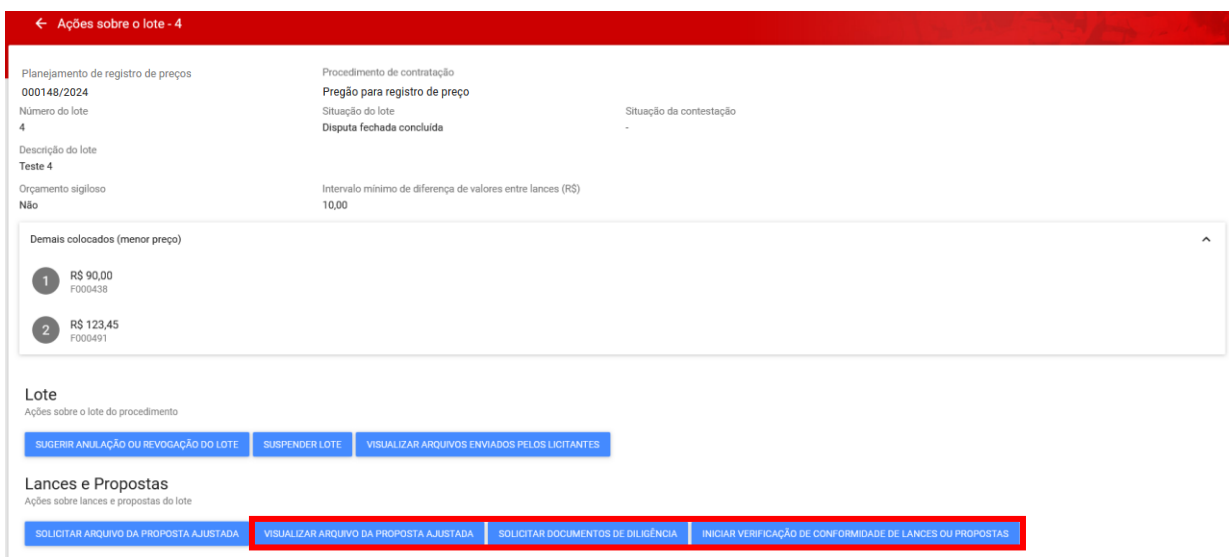 ← Ações sobre o lote - 4
Planejamento de registro de preços
Procedimento de contratação
000148/2024
Pregão para registro de preço
Número do lote
Situação do lote
Situação da contestação
4
Disputa fechada concluída
-
Descrição do lote
Teste 4
Orçamento sigiloso
Intervalo mínimo de diferença de valores entre lances (R$)
Não
10,00
Demais colocados (menor preço)
1
R$ 90,00
F000438
2
R$ 123,45
F000491
Lote
Ações sobre o lote do procedimento
SUGERIR ANULAÇÃO OU REVOGAÇÃO DO LOTE
SUSPENDER LOTE
VISUALIZAR ARQUIVOS ENVIADOS PELOS LICITANTES
Lances e Propostas
Ações sobre lances e propostas do lote
SOLICITAR ARQUIVO DA PROPOSTA AJUSTADA
VISUALIZAR ARQUIVO DA PROPOSTA AJUSTADA
SOLICITAR DOCUMENTOS DE DILIGÊNCIA
INICIAR VERIFICAÇÃO DE CONFORMIDADE DE LANCES OU PROPOSTAS